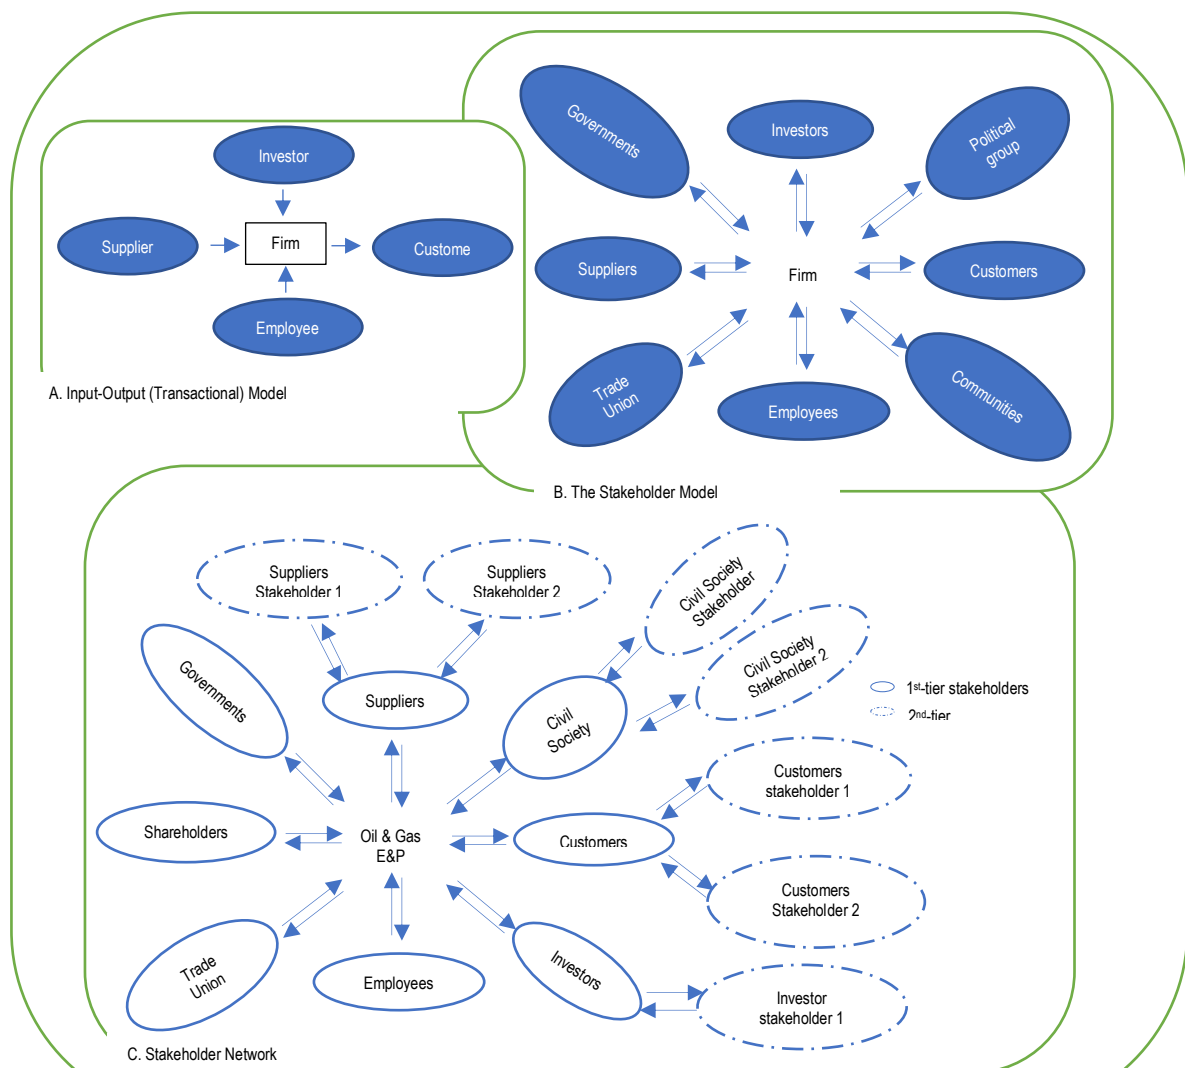 Investor
Supplier
Firm
Custome
Employee
A. Input-Output (Transactional) Model
Governments
Investors
Political
group
Suppliers
Firm
Customers
Trade
Union
Employees
Communities
B. The Stakeholder Model
Suppliers
Stakeholder 1
Suppliers
Stakeholder 2
Civil Society
Stakeholder
Civil Society
Stakeholder 2
Governments
Suppliers
Civil
Society
1st-tier stakeholders
2nd-tier
Customers
stakeholder 1
Shareholders
Oil & Gas
E&P
Customers
Customers
Stakeholder 2
Trade
Union
Employees
Investors
Investor
stakeholder 1
C. Stakeholder Network